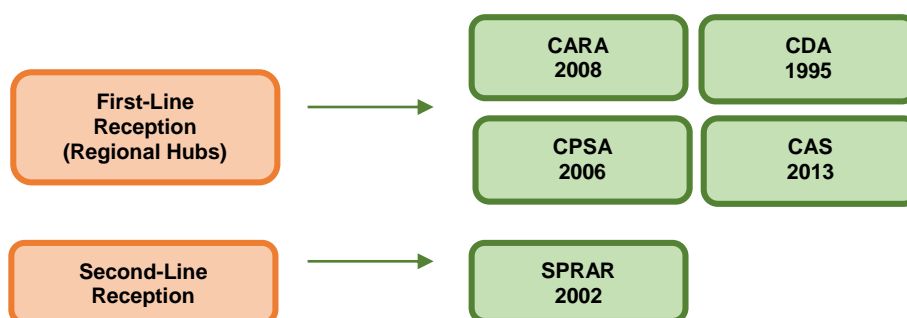 First-Line
Reception
(Regional Hubs)
CARA
2008
CDA
1995
CPSA
2006
CAS
2013
Second-Line
Reception
SPRAR
2002